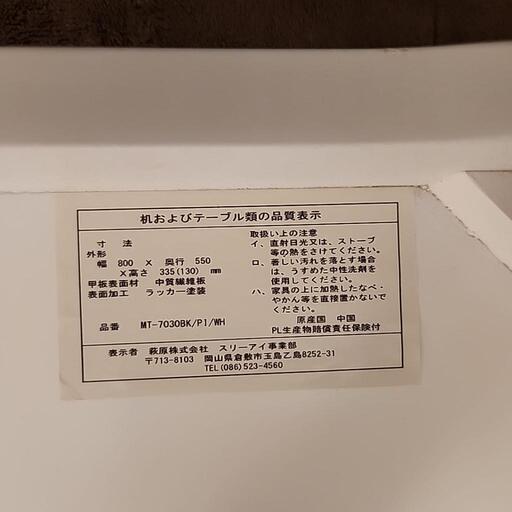 机およびテーブル類の品質表示
寸 法
外形
幅 800 × 奥行 550
×高さ 335(130) mm
甲板表面材 中質繊維板
表面加工 ラッカー塗装
品番 MT-7030BK/PI/WH
取扱い上の注意
イ、直射日光又は、ストーブ
等の熱をさけてください。
ロ、著しい汚れを落とす場合
は、うすめた中性洗剤を
使用してください。
ハ、家具の上に加熱したなべ・
やかん等を直接置かないで
ください。
原産国 中国
PL生産物賠償責任保険付
表示者 萩原株式会社 スリーアイ事業部
〒713-8103 岡山県倉敷市玉島乙島8252-31
TEL(086)523-4560